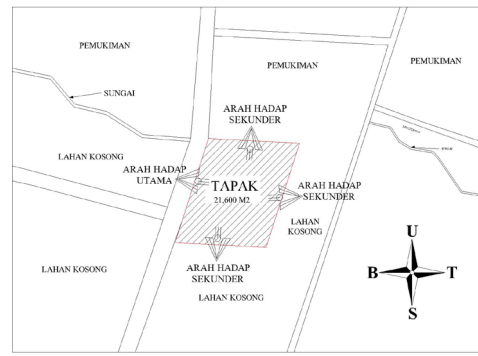 PEMUKIMAN
PEMUKIMAN
PEMUKIMAN
SUNGAI
ARAH HADAP
SEKUNDER
LAHAN KOSONG
ARAH HADAP
UTAMA
TAPAK
21,600 M2
ARAH HADAP
SEKUNDER
LAHAN
KOSONG
ARAH HADAP
SEKUNDER
LAHAN KOSONG
LAHAN KOSONG
U
B
T
S